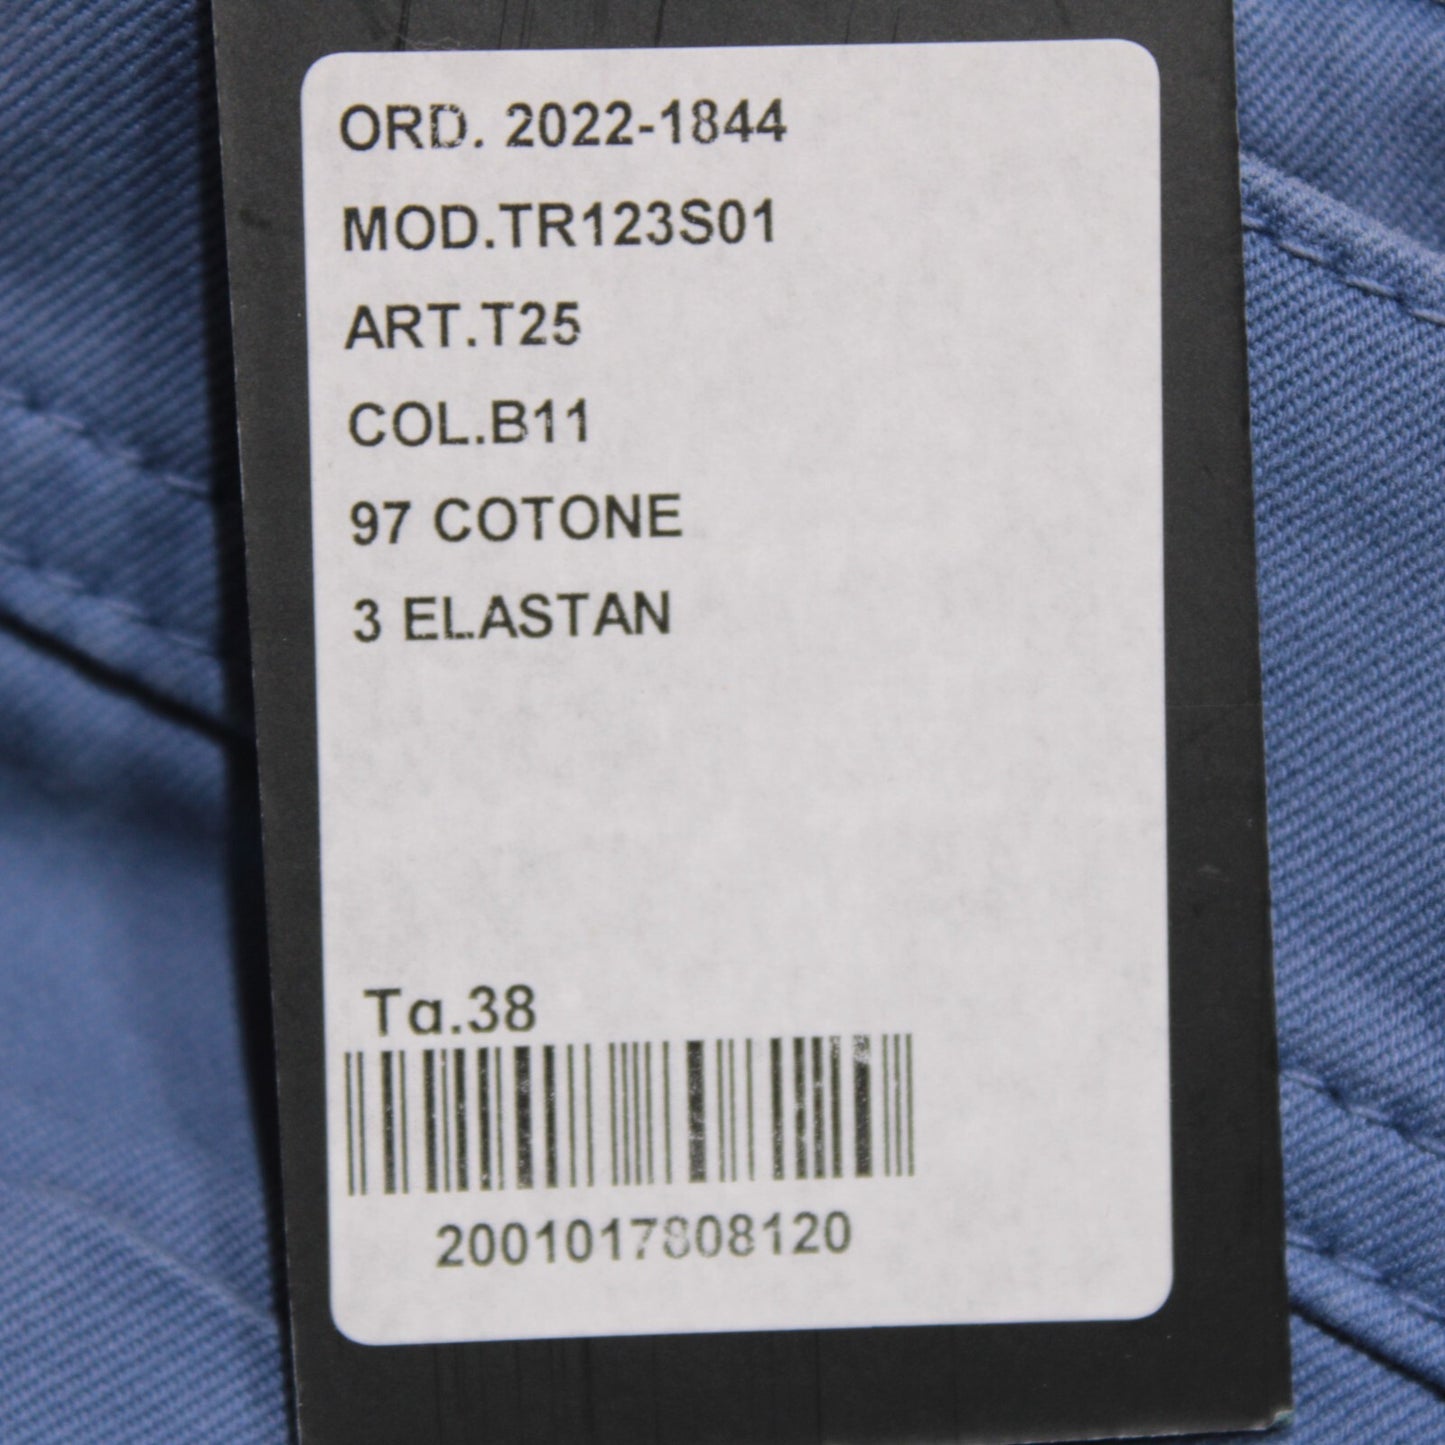 ORD. 2022-1844
MOD.TR123S01
ART.T25
COL.B11
97 COTONE
3 ELASTAN
Ta.38
2001017808120